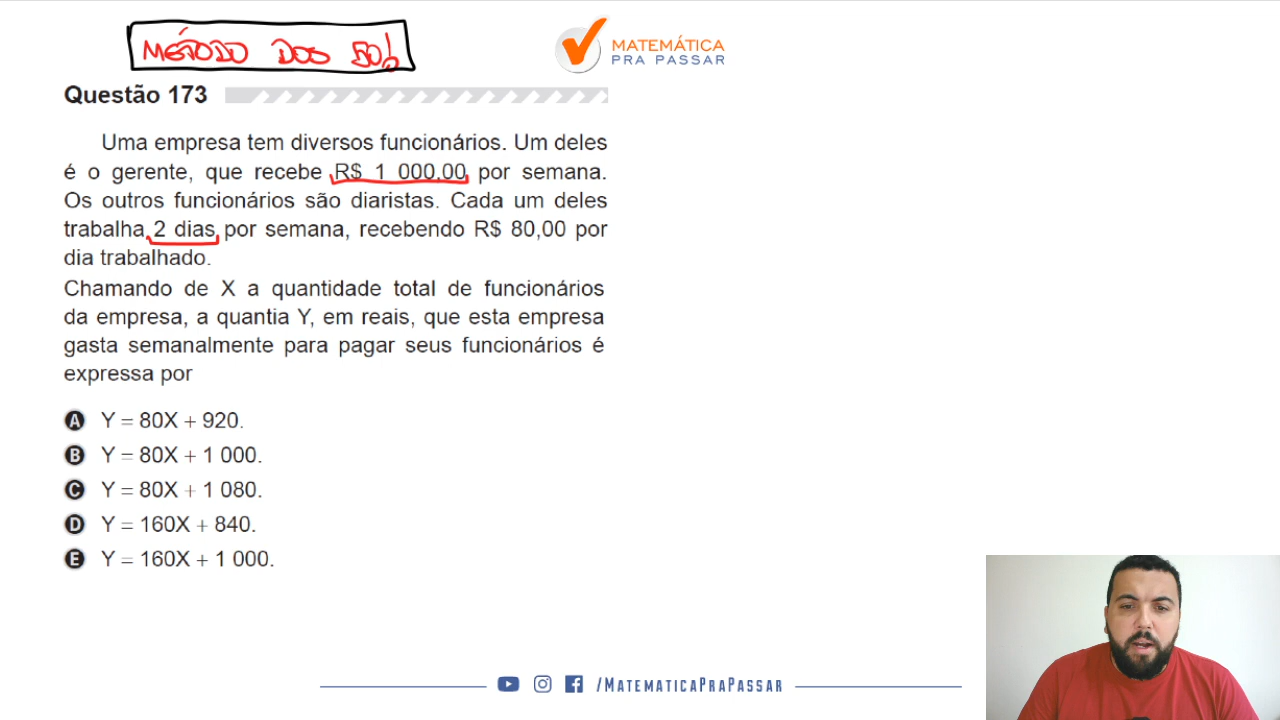 MÉTODO DOS 50!
MATEMÁTICA
PRA PASSAR
Questão 173
Uma empresa tem diversos funcionários. Um deles
é o gerente, que recebe R$ 1 000,00 por semana.
Os outros funcionários são diaristas. Cada um deles
trabalha 2 dias por semana, recebendo R$ 80,00 por
dia trabalhado.
Chamando de X a quantidade total de funcionários
da empresa, a quantia Y, em reais, que esta empresa
gasta semanalmente para pagar seus funcionários é
expressa por
A Y = 80X + 920.
B Y = 80X + 1 000.
C Y = 80X + 1 080.
D Y = 160X + 840.
E Y = 160X + 1 000.
/MATEMATICAPRAPASSAR